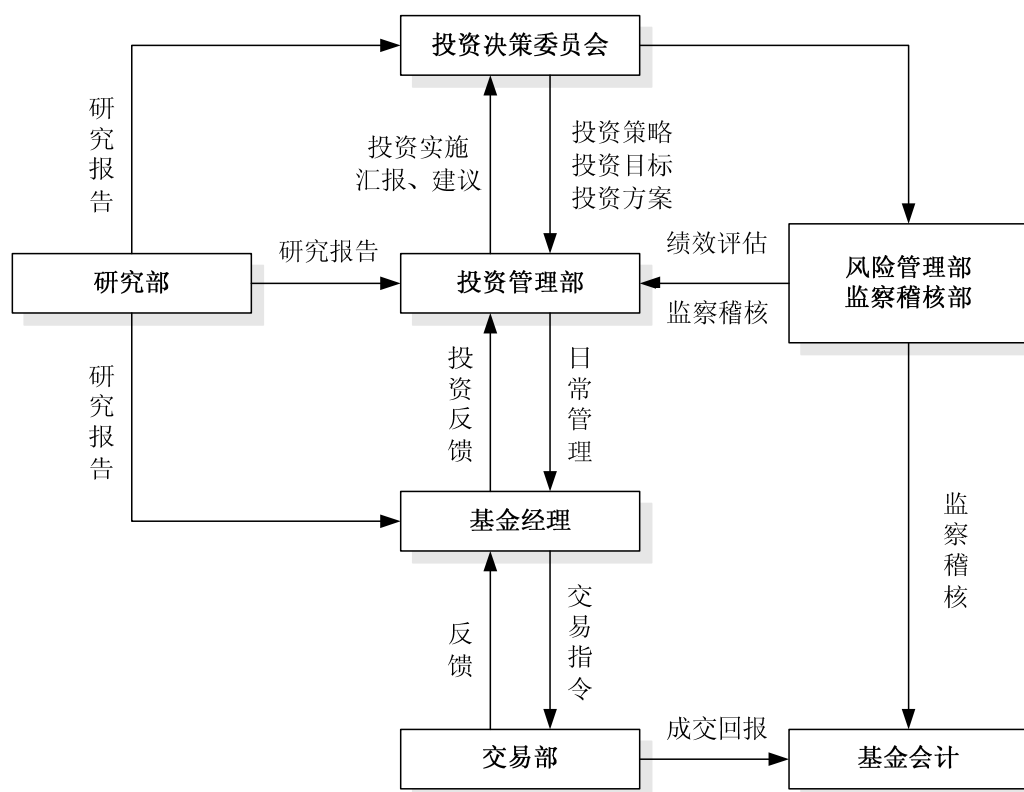 投资决策委员会
研究报告
投资实施
汇报、建议
投资策略
投资目标
投资方案
研究部
研究报告
投资管理部
绩效评估
监察稽核
风险管理部
监察稽核部
研究报告
投资反馈
日常管理
基金经理
监察稽核
反馈
交易指令
交易部
成交回报
基金会计